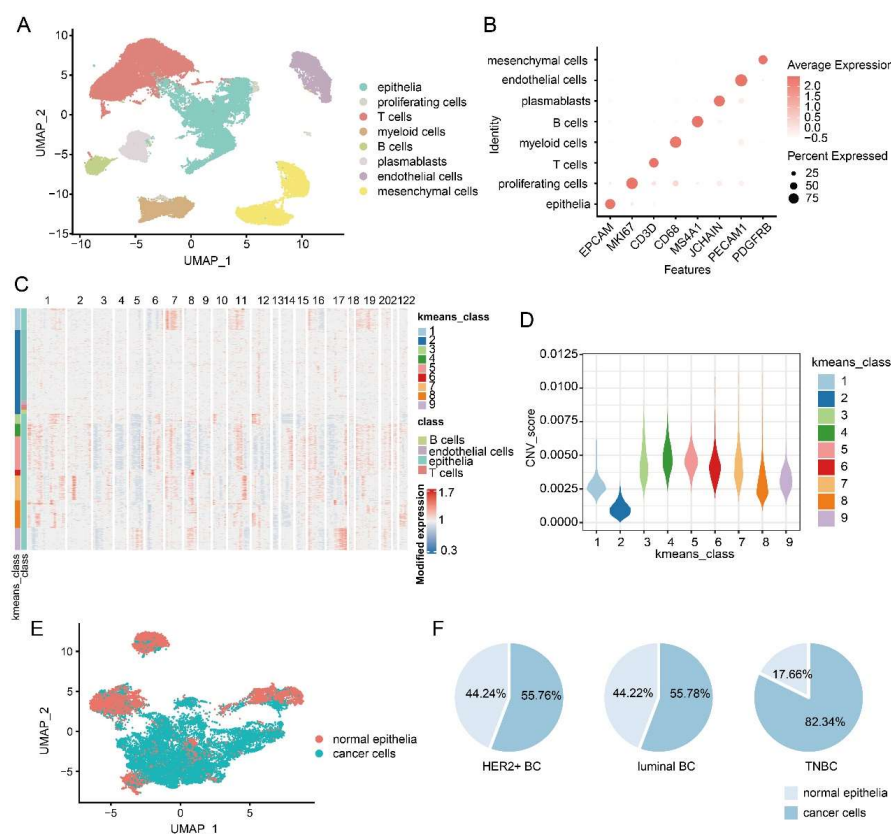 A
10
5
0
−5
−10
−15
UMAP_2
−10 −5 0 5 10
UMAP_1
epithelia
proliferating cells
T cells
myeloid cells
B cells
plasmablasts
endothelial cells
mesenchymal cells
B
mesenchymal cells
endothelial cells
plasmablasts
B cells
myeloid cells
T cells
proliferating cells
epithelia
Identity
EPCAM MKI67 CD3D CD68 MS4A1 JCHAIN PECAM1 PDGFRB
Features
Average Expression
2.0
1.5
1.0
0.5
0.0
−0.5
Percent Expressed
25
50
75
C
1 2 3 4 5 6 7 8 9 10 11 12 1314 15 16 17 18 19 202122
kmeans_class class
kmeans_class
1
2
3
4
5
6
7
8
9
class
B cells
endothelial cells
epithelia
T cells
Modified expression
1.7
1
0.3
D
0.0125
0.0100
0.0075
0.0050
0.0025
0.0000
CNV_score
1 2 3 4 5 6 7 8 9
kmeans_class
kmeans_class
1
2
3
4
5
6
7
8
9
E
10
5
0
−5
UMAP_2
−5 0 5
UMAP_1
normal epithelia
cancer cells
F
44.24% 55.76%
HER2+ BC
44.22% 55.78%
luminal BC
17.66%
82.34%
TNBC
normal epithelia
cancer cells